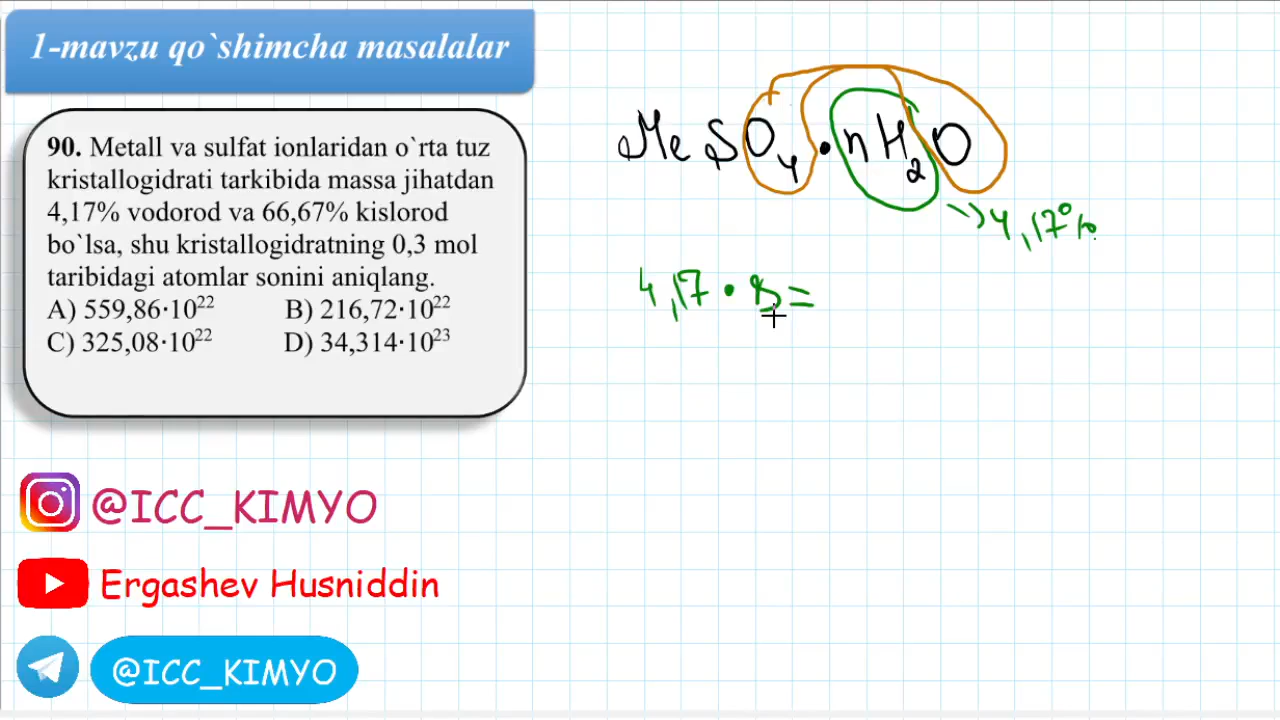 1-mavzu qo`shimcha masalalar
90. Metall va sulfat ionlaridan o`rta tuz
kristallogidrati tarkibida massa jihatdan
4,17% vodorod va 66,67% kislorod
bo`lsa, shu kristallogidratning 0,3 mol
taribidagi atomlar sonini aniqlang.
A) 559,86·10²² B) 216,72·10²²
C) 325,08·10²² D) 34,314·10²³
MeSO₄·nH₂O
4,17%
4,17·8=
@ICC_KIMYO
Ergashev Husniddin
@ICC_KIMYO